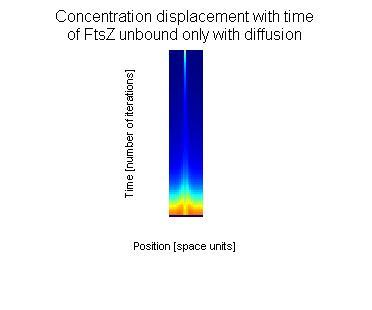 Concentration displacement with time
of FtsZ unbound only with diffusion
Time [number of iterations]
Position [space units]